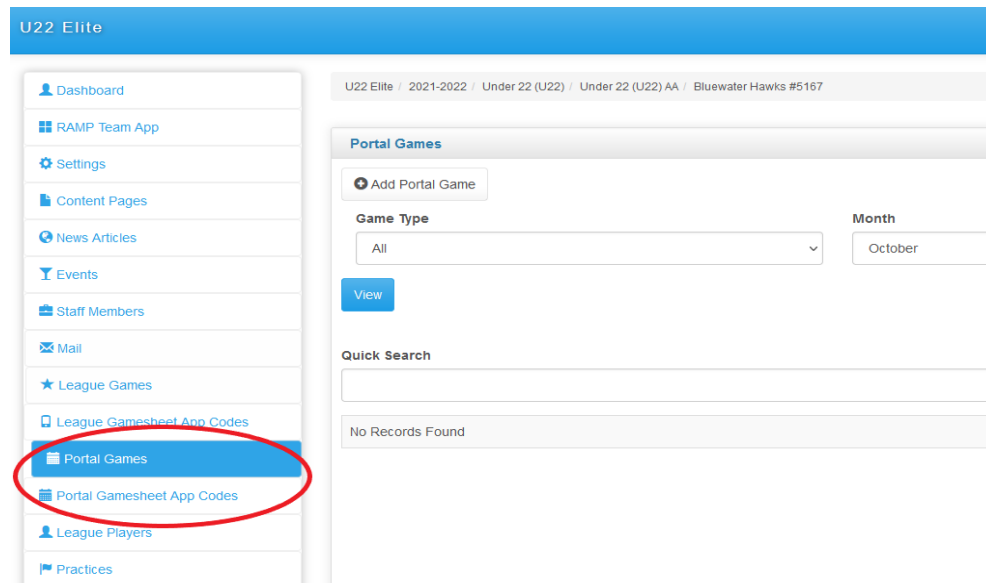 U22 Elite
Dashboard
RAMP Team App
Settings
Content Pages
News Articles
Events
Staff Members
Mail
League Games
League Gamesheet App Codes
Portal Games
Portal Gamesheet App Codes
League Players
Practices
U22 Elite / 2021-2022 / Under 22 (U22) / Under 22 (U22) AA / Bluewater Hawks #5167
Portal Games
Add Portal Game
Game Type
All
Month
October
View
Quick Search
No Records Found